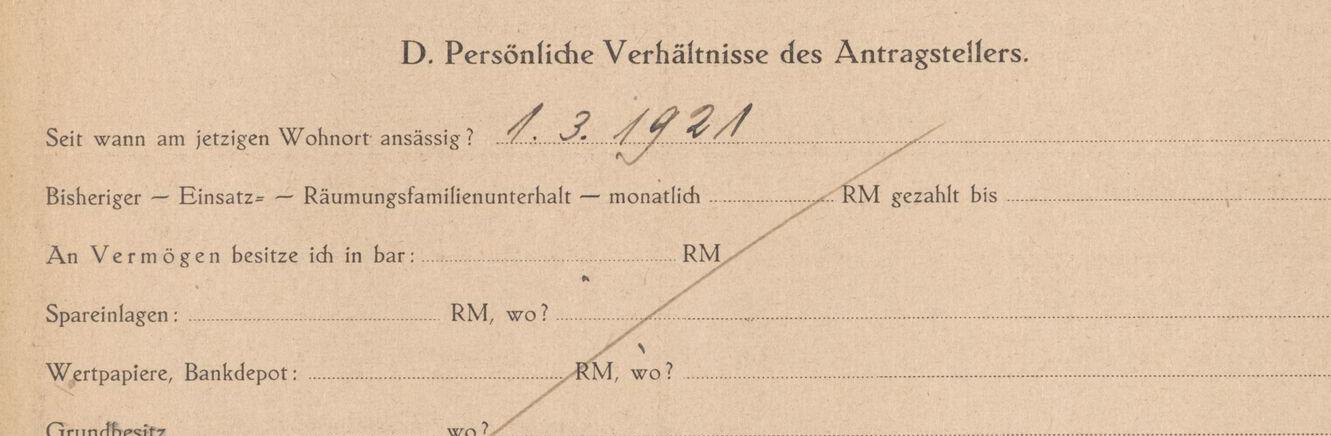 D. Persönliche Verhältnisse des Antragstellers.
Seit wann am jetzigen Wohnort ansässig? 1. 3. 1921
Bisheriger — Einsatz- — Räumungsfamilienunterhalt — monatlich RM gezahlt bis
An Vermögen besitze ich in bar: RM
Spareinlagen: RM, wo?
Wertpapiere, Bankdepot: RM, wo?
Grundbesitz wo?